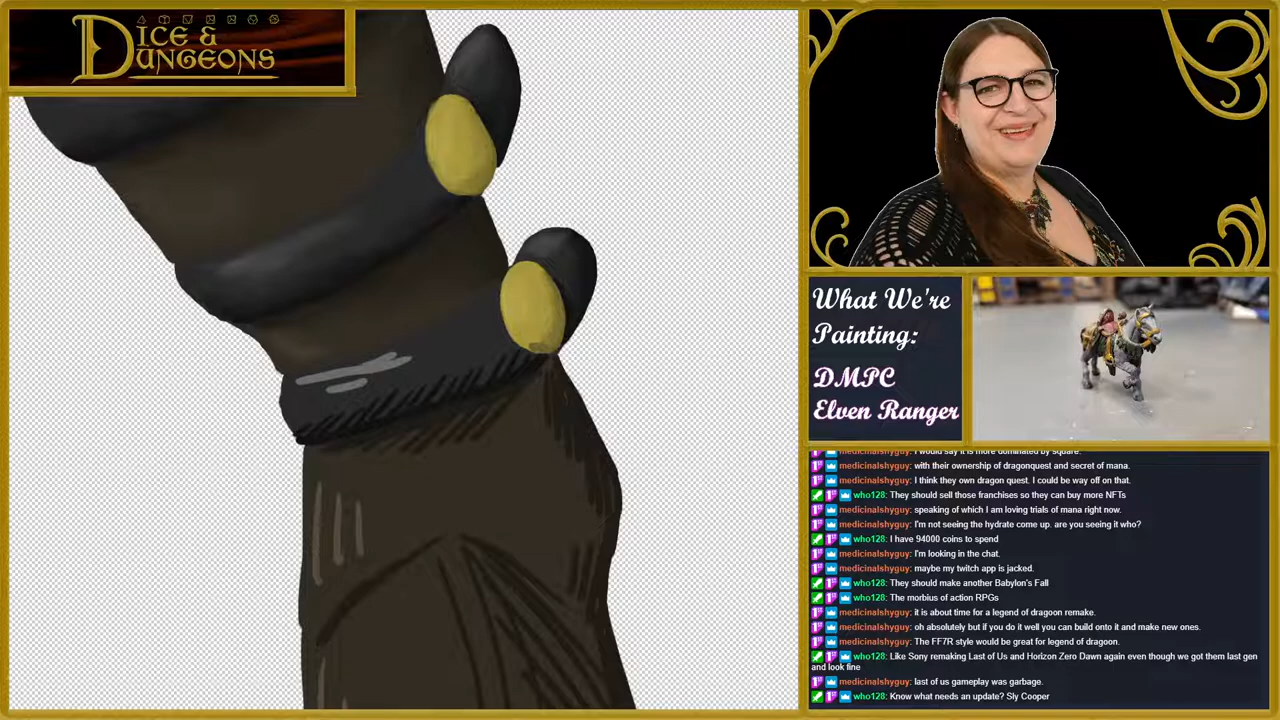 DICE &
DUNGEONS
What We're
Painting:
DMPC
Elven Ranger
medicinalshyguy: I would say it is more dominated by square.
medicinalshyguy: with their ownership of dragonquest and secret of mana.
medicinalshyguy: I think they own dragon quest. I could be way off on that.
who128: They should sell those franchises so they can buy more NFTs
medicinalshyguy: speaking of which I am loving trials of mana right now.
medicinalshyguy: I'm not seeing the hydrate come up. are you seeing it who?
who128: I have 94000 coins to spend
medicinalshyguy: I'm looking in the chat.
medicinalshyguy: maybe my twitch app is jacked.
who128: They should make another Babylon's Fall
who128: The morbius of action RPGs
medicinalshyguy: it is about time for a legend of dragoon remake.
medicinalshyguy: oh absolutely but if you do it well you can build onto it and make new ones.
medicinalshyguy: The FF7R style would be great for legend of dragoon.
who128: Like Sony remaking Last of Us and Horizon Zero Dawn again even though we got them last gen
and look fine
medicinalshyguy: last of us gameplay was garbage.
who128: Know what needs an update? Sly Cooper